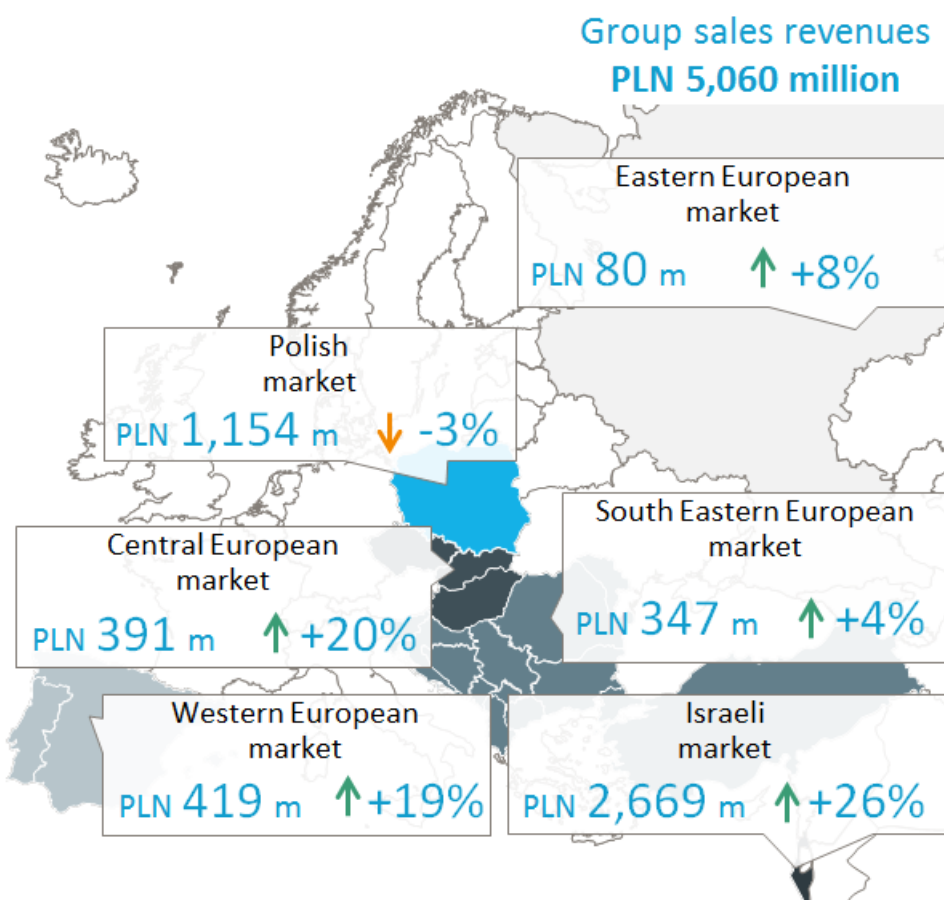 Group sales revenues
PLN 5,060 million
Eastern European
market
PLN 80 m +8%
Polish
market
PLN 1,154 m -3%
South Eastern European
market
PLN 347 m +4%
Central European
market
PLN 391 m +20%
Western European
market
PLN 419 m +19%
Israeli
market
PLN 2,669 m +26%